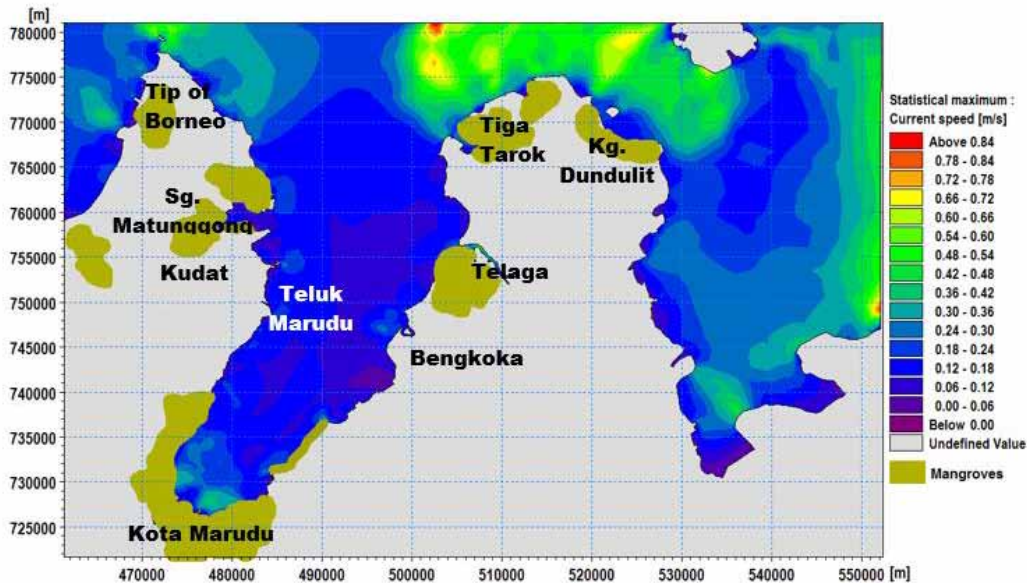 [m]
780000
775000
770000
765000
760000
755000
750000
745000
740000
735000
730000
725000
Tip of
Borneo
Tiga
Tarok
Kg.
Dundulit
Sg.
Matunggong
Kudat
Telaga
Teluk
Marudu
Bengkoka
Kota Marudu
470000 480000 490000 500000 510000 520000 530000 540000 550000 [m]
Statistical maximum :
Current speed [m/s]
Above 0.84
0.78 - 0.84
0.72 - 0.78
0.66 - 0.72
0.60 - 0.66
0.54 - 0.60
0.48 - 0.54
0.42 - 0.48
0.36 - 0.42
0.30 - 0.36
0.24 - 0.30
0.18 - 0.24
0.12 - 0.18
0.06 - 0.12
0.00 - 0.06
Below 0.00
Undefined Value
Mangroves